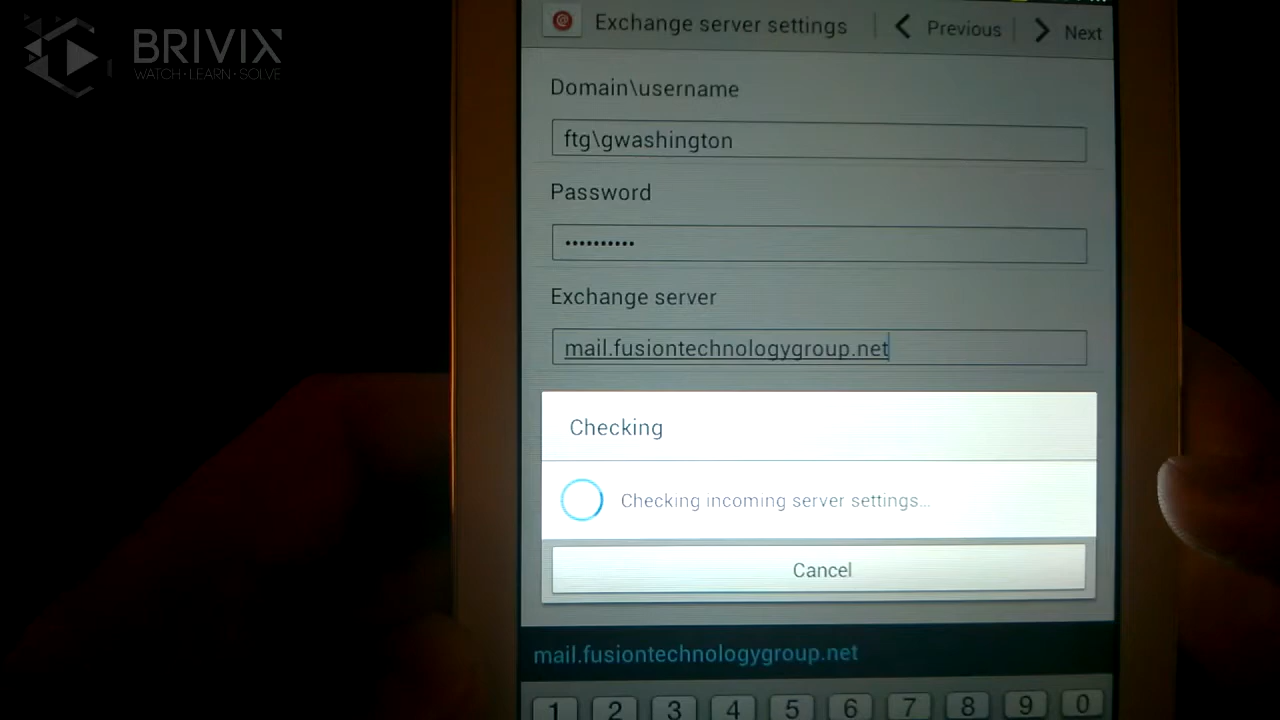 BRIVIX
WATCH·LEARN·SOLVE
Exchange server settings
Previous
Next
Domain\username
ftg\gwashington
Password
••••••••••
Exchange server
mail.fusiontechnologygroup.net
Checking
Checking incoming server settings...
Cancel
mail.fusiontechnologygroup.net
1 2 3 4 5 6 7 8 9 0